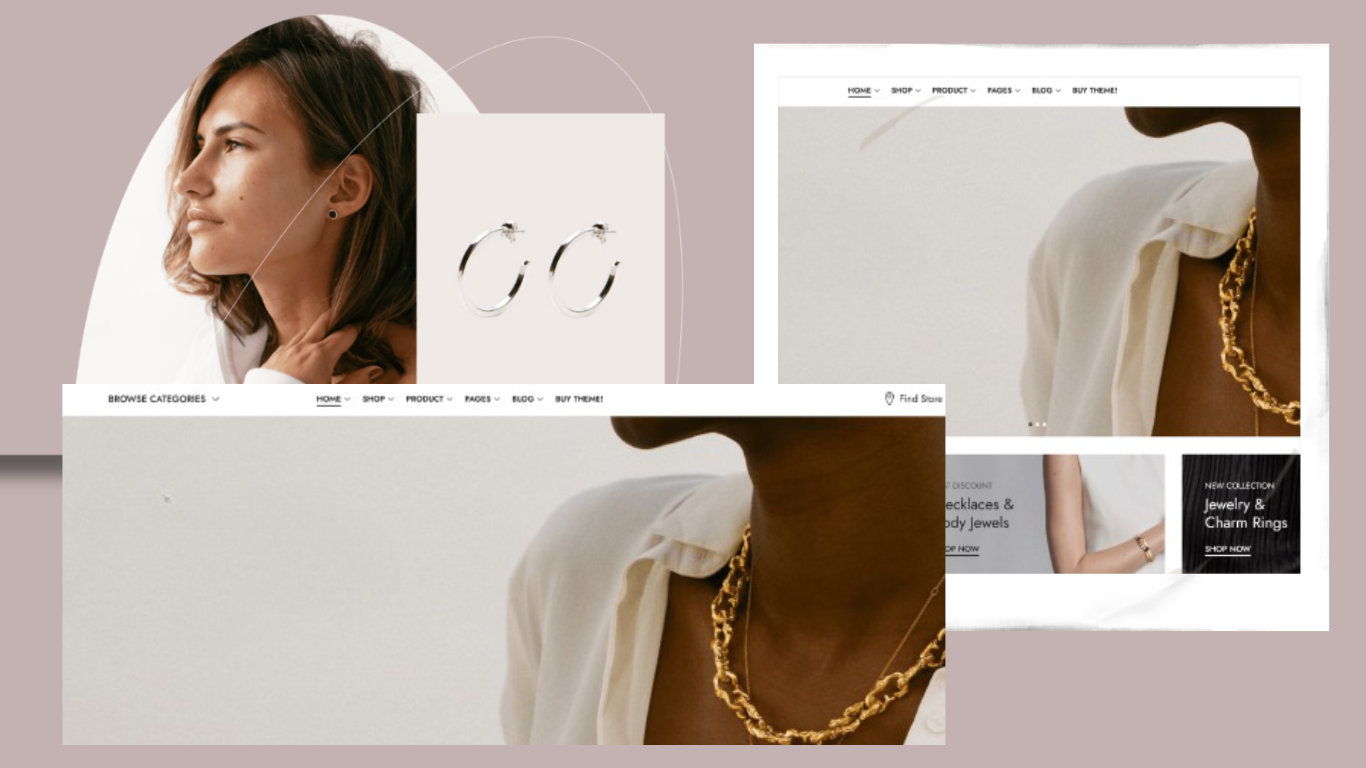 HOME SHOP PRODUCT PAGES BLOG BUY THEME!
BROWSE CATEGORIES HOME SHOP PRODUCT PAGES BLOG BUY THEME! Find Store
DISCOUNT
ecklaces &
ody Jewels
OP NOW
NEW COLLECTION
Jewelry &
Charm Rings
SHOP NOW